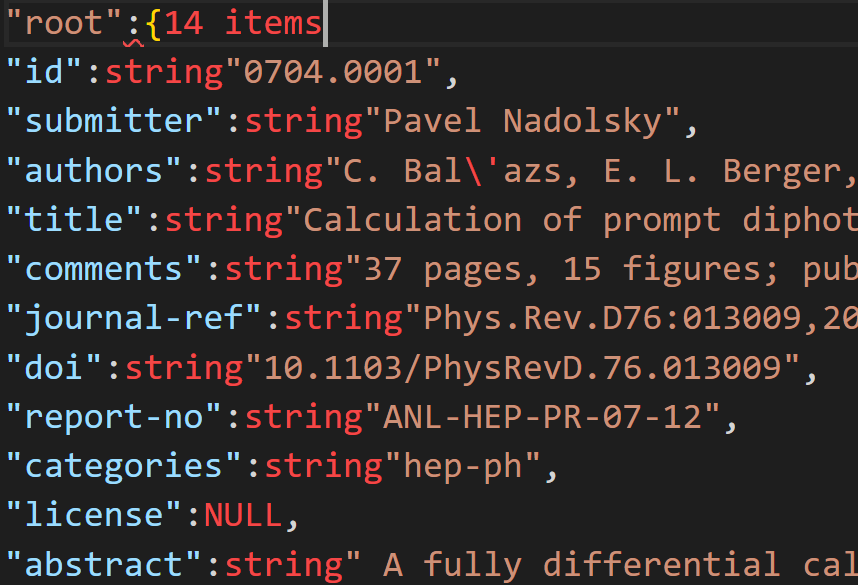 "root":{14 items
"id":string"0704.0001",
"submitter":string"Pavel Nadolsky",
"authors":string"C. Bal\'azs, E. L. Berger,
"title":string"Calculation of prompt diphot
"comments":string"37 pages, 15 figures; pub
"journal-ref":string"Phys.Rev.D76:013009,20
"doi":string"10.1103/PhysRevD.76.013009",
"report-no":string"ANL-HEP-PR-07-12",
"categories":string"hep-ph",
"license":NULL,
"abstract":string" A fully differential cal